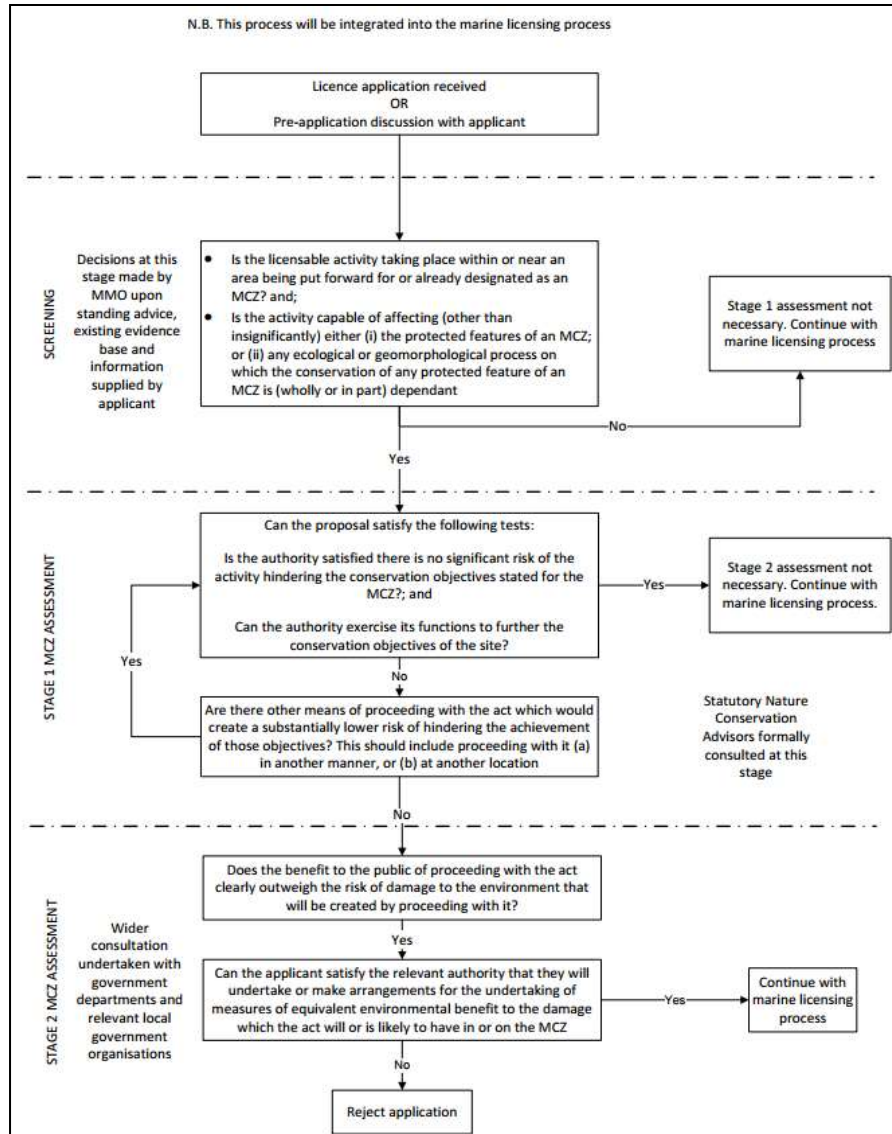 N.B. This process will be integrated into the marine licensing process
Licence application received
OR
Pre-application discussion with applicant
SCREENING
Decisions at this
stage made by
MMO upon
standing advice,
existing evidence
base and
information
supplied by
applicant
• Is the licensable activity taking place within or near an
area being put forward for or already designated as an
MCZ? and;
• Is the activity capable of affecting (other than
insignificantly) either (i) the protected features of an MCZ;
or (ii) any ecological or geomorphological process on
which the conservation of any protected feature of an
MCZ is (wholly or in part) dependant
Stage 1 assessment not
necessary. Continue with
marine licensing process
No
Yes
STAGE 1 MCZ ASSESSMENT
Can the proposal satisfy the following tests:
Is the authority satisfied there is no significant risk of the
activity hindering the conservation objectives stated for the
MCZ?; and
Can the authority exercise its functions to further the
conservation objectives of the site?
Yes
Stage 2 assessment not
necessary. Continue with
marine licensing process.
Yes
No
Are there other means of proceeding with the act which would
create a substantially lower risk of hindering the achievement
of those objectives? This should include proceeding with it (a)
in another manner, or (b) at another location
Statutory Nature
Conservation
Advisors formally
consulted at this
stage
No
STAGE 2 MCZ ASSESSMENT
Wider
consultation
undertaken with
government
departments and
relevant local
government
organisations
Does the benefit to the public of proceeding with the act
clearly outweigh the risk of damage to the environment that
will be created by proceeding with it?
Yes
Can the applicant satisfy the relevant authority that they will
undertake or make arrangements for the undertaking of
measures of equivalent environmental benefit to the damage
which the act will or is likely to have in or on the MCZ
Yes
Continue with
marine licensing
process
No
Reject application